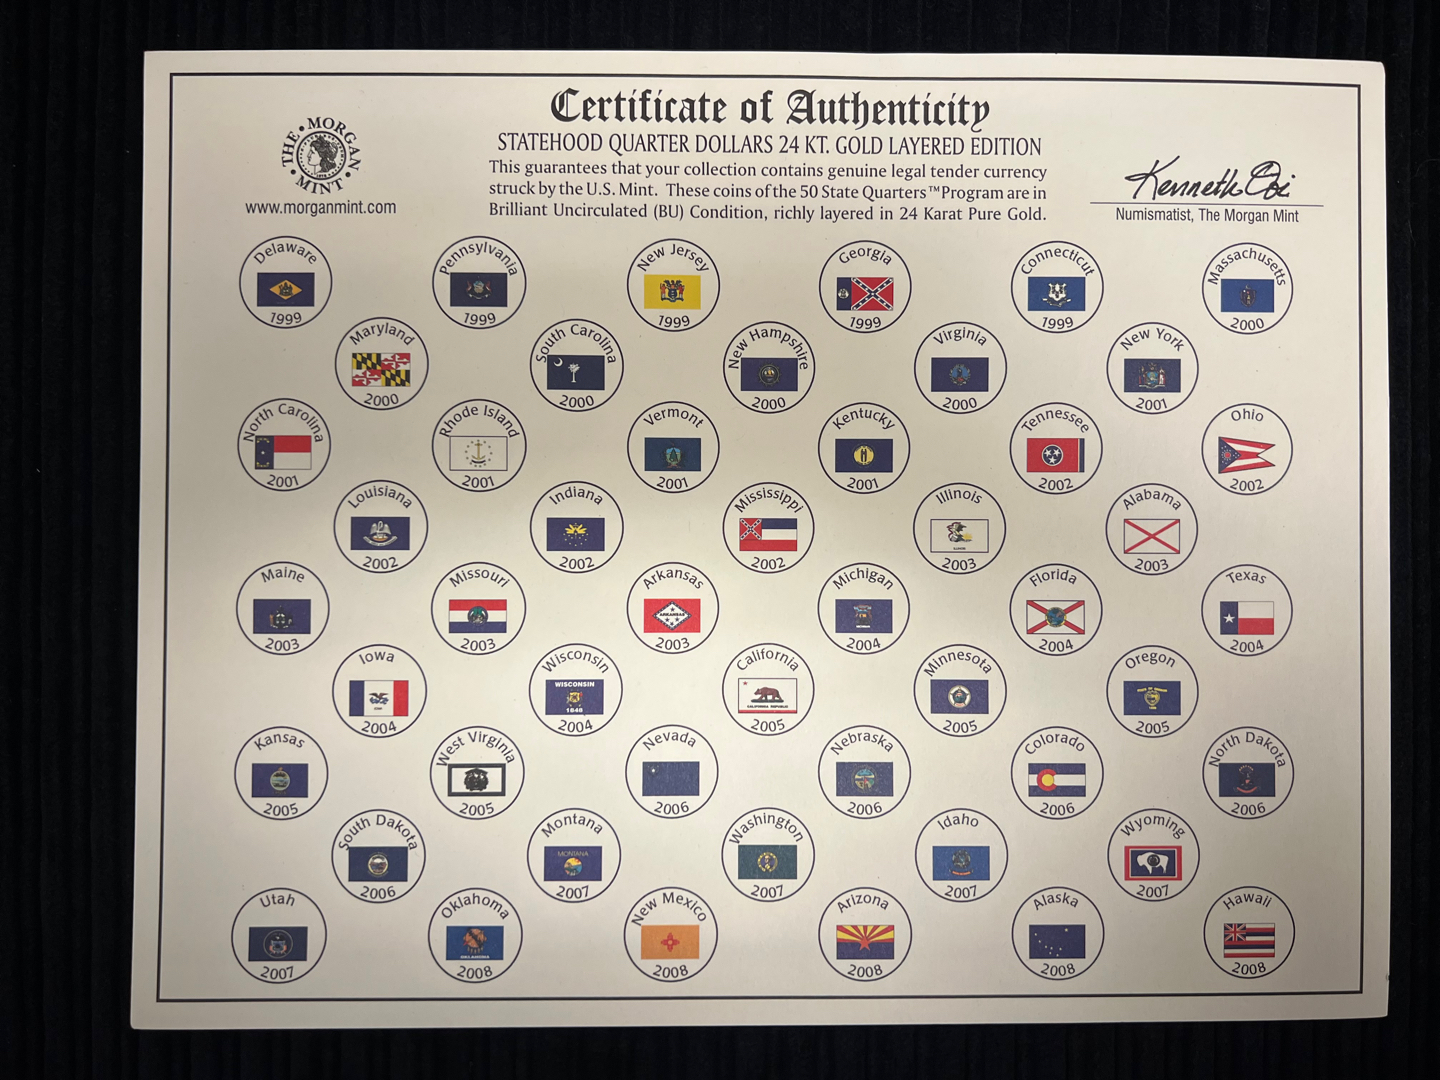 Certificate of Authenticity
STATEHOOD QUARTER DOLLARS 24 KT. GOLD LAYERED EDITION
This guarantees that your collection contains genuine legal tender currency
struck by the U.S. Mint. These coins of the 50 State Quarters™ Program are in
Brilliant Uncirculated (BU) Condition, richly layered in 24 Karat Pure Gold.
THE • MORGAN • MINT •
www.morganmint.com
Numismatist, The Morgan Mint
Delaware
1999
Pennsylvania
1999
New Jersey
1999
Georgia
1999
Connecticut
1999
Massachusetts
2000
Maryland
2000
South Carolina
2000
New Hampshire
2000
Virginia
2000
New York
2001
North Carolina
2001
Rhode Island
2001
Vermont
2001
Kentucky
2001
Tennessee
2002
Ohio
2002
Louisiana
2002
Indiana
2002
Mississippi
2002
Illinois
2003
Alabama
2003
Maine
2003
Missouri
2003
Arkansas
ARKANSAS
2003
Michigan
2004
Florida
2004
Texas
2004
Iowa
2004
Wisconsin
WISCONSIN
1848
2004
California
CALIFORNIA REPUBLIC
2005
Minnesota
2005
Oregon
2005
Kansas
2005
West Virginia
2005
Nevada
2006
Nebraska
2006
Colorado
2006
North Dakota
2006
South Dakota
2006
Montana
MONTANA
2007
Washington
2007
Idaho
2007
Wyoming
2007
Utah
2007
Oklahoma
OKLAHOMA
2008
New Mexico
2008
Arizona
2008
Alaska
2008
Hawaii
2008